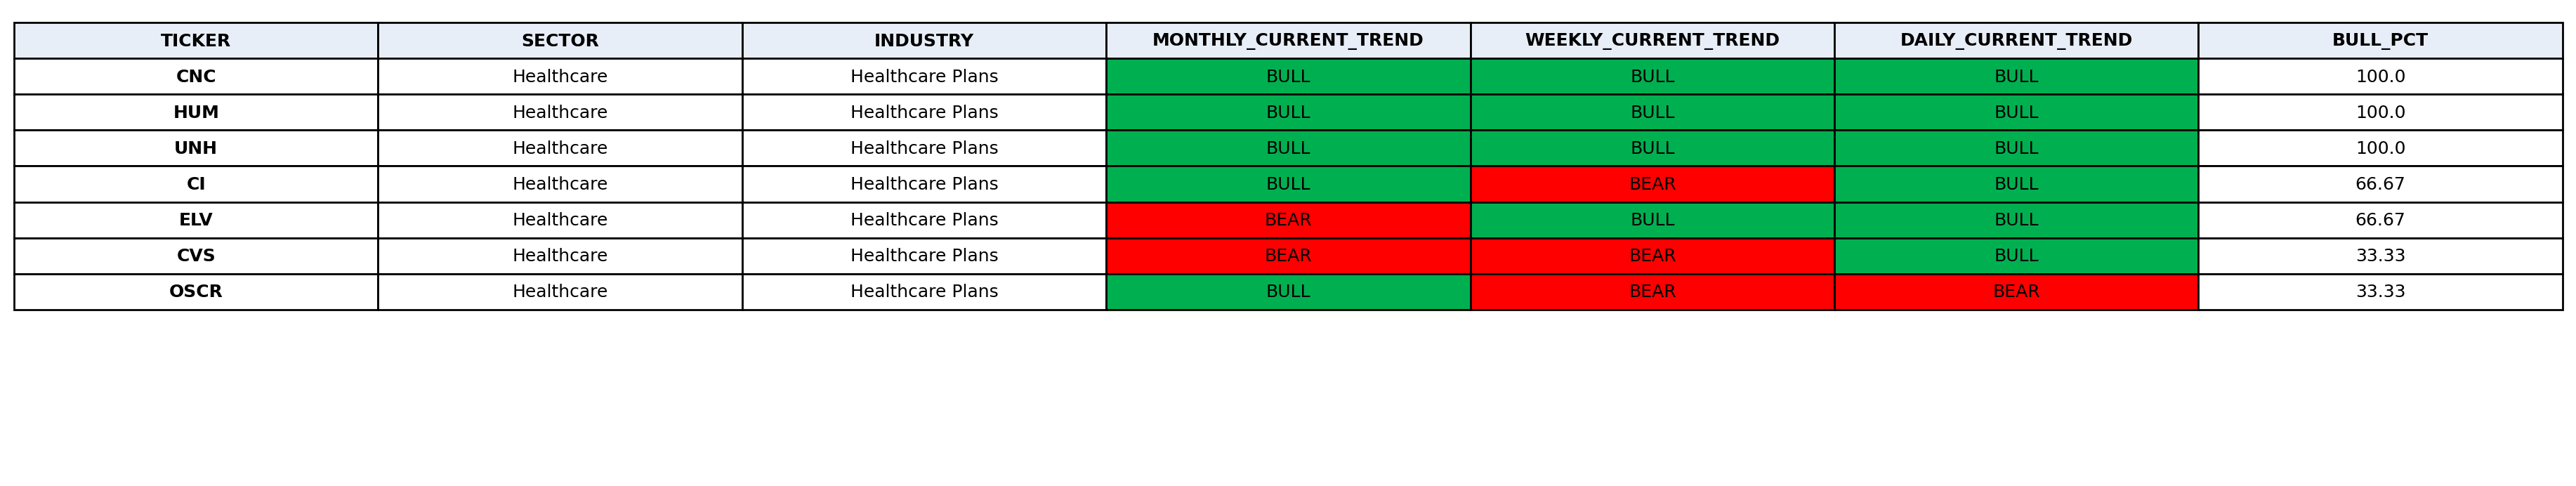 TICKER SECTOR INDUSTRY MONTHLY_CURRENT_TREND WEEKLY_CURRENT_TREND DAILY_CURRENT_TREND BULL_PCT
CNC Healthcare Healthcare Plans BULL BULL BULL 100.0
HUM Healthcare Healthcare Plans BULL BULL BULL 100.0
UNH Healthcare Healthcare Plans BULL BULL BULL 100.0
CI Healthcare Healthcare Plans BULL BEAR BULL 66.67
ELV Healthcare Healthcare Plans BEAR BULL BULL 66.67
CVS Healthcare Healthcare Plans BEAR BEAR BULL 33.33
OSCR Healthcare Healthcare Plans BULL BEAR BEAR 33.33